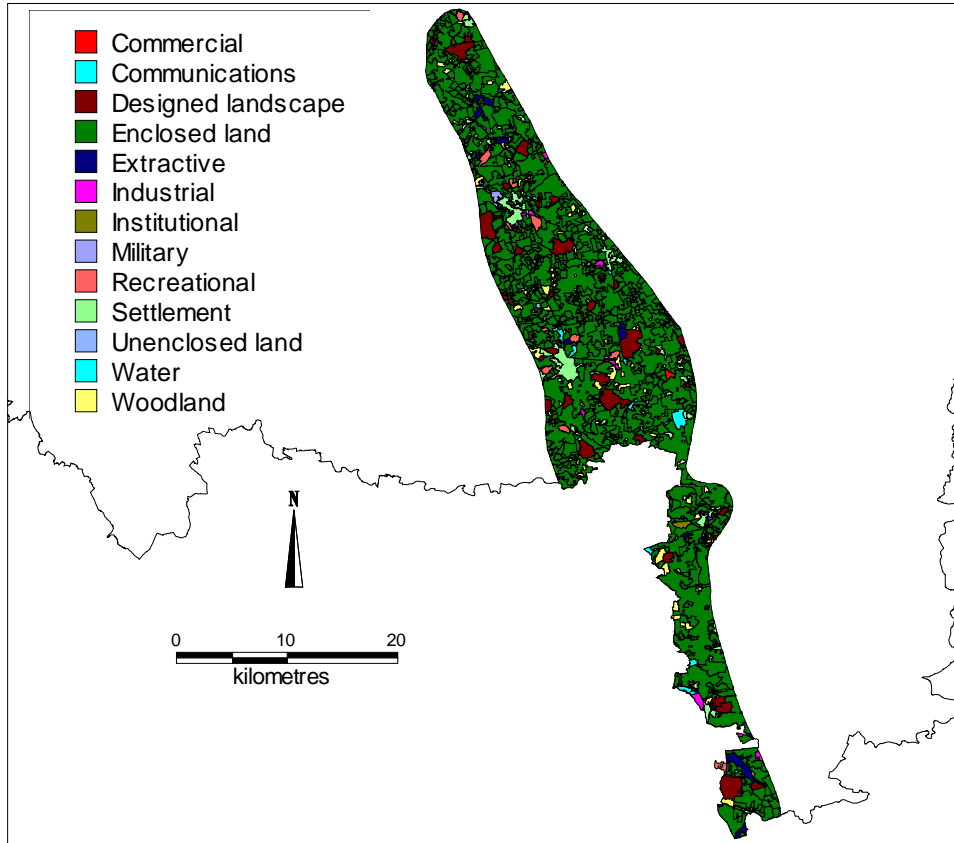 Commercial
Communications
Designed landscape
Enclosed land
Extractive
Industrial
Institutional
Military
Recreational
Settlement
Unenclosed land
Water
Woodland
N
0 10 20
kilometres